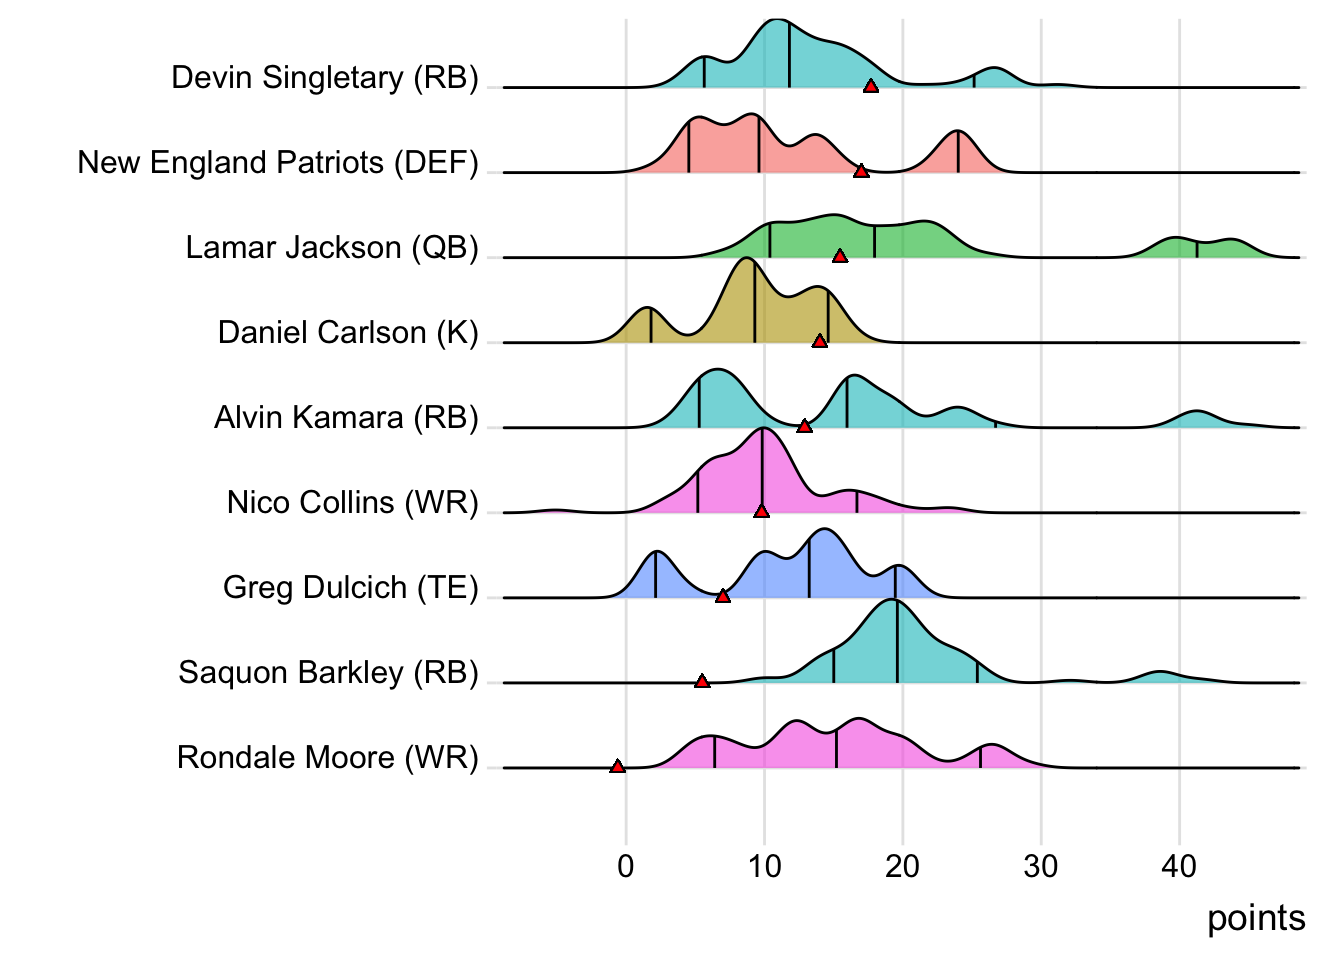 Devin Singletary (RB)
New England Patriots (DEF)
Lamar Jackson (QB)
Daniel Carlson (K)
Alvin Kamara (RB)
Nico Collins (WR)
Greg Dulcich (TE)
Saquon Barkley (RB)
Rondale Moore (WR)
0 10 20 30 40
points